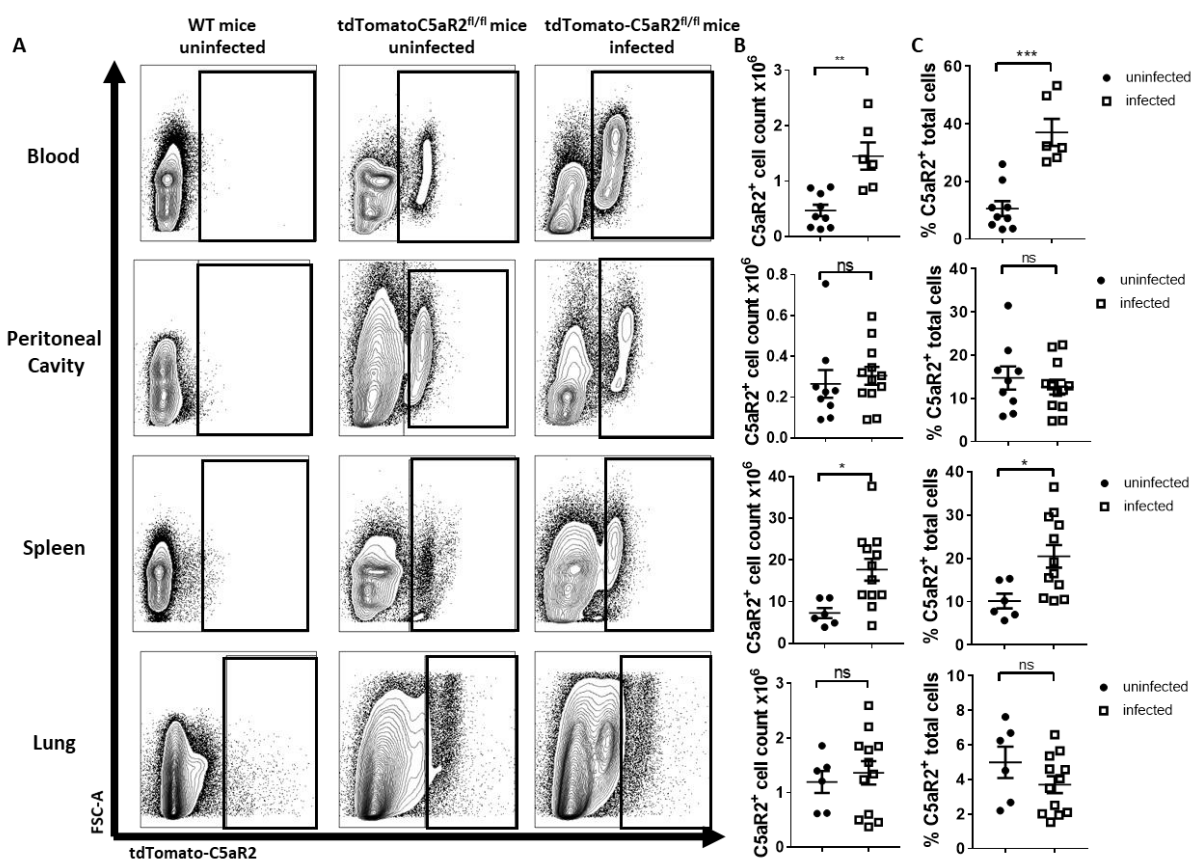 A
WT mice
uninfected
tdTomatoC5aR2fl/fl mice
uninfected
tdTomato-C5aR2fl/fl mice
infected
B
C
Blood
Peritoneal
Cavity
Spleen
Lung
FSC-A
tdTomato-C5aR2
C5aR2+ cell count x106
3
2
1
0
**
% C5aR2+ total cells
60
40
20
0
***
uninfected
infected
C5aR2+ cell count x106
0.8
0.6
0.4
0.2
0.0
ns
% C5aR2+ total cells
40
30
20
10
0
ns
uninfected
infected
C5aR2+ cell count x106
40
30
20
10
0
*
% C5aR2+ total cells
40
30
20
10
0
*
uninfected
infected
C5aR2+ cell count x106
3
2
1
0
ns
% C5aR2+ total cells
10
8
6
4
2
0
ns
uninfected
infected